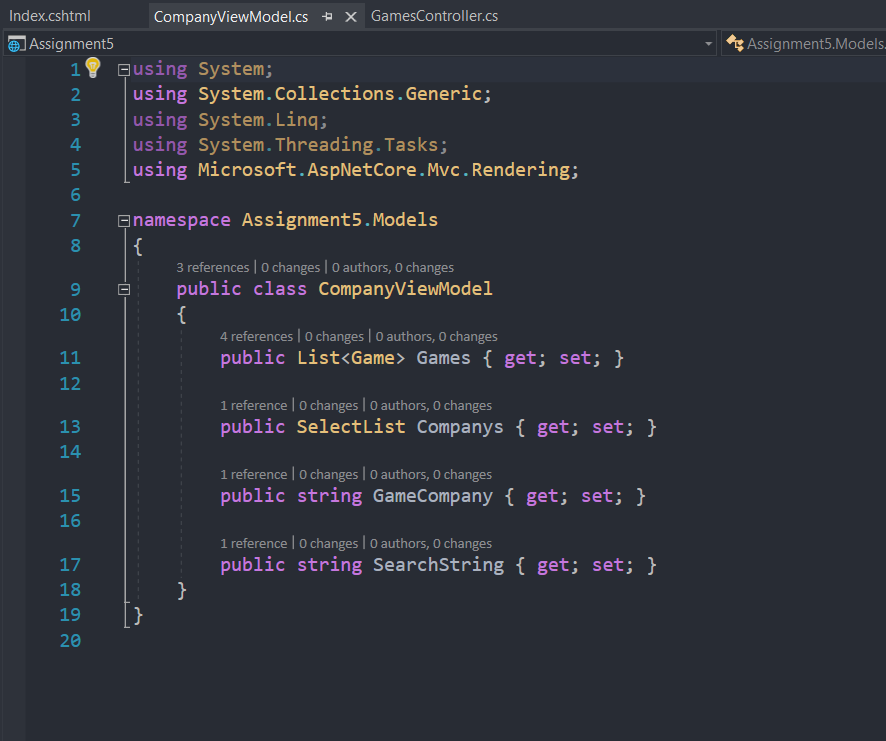 Index.cshtml CompanyViewModel.cs GamesController.cs
Assignment5 Assignment5.Models.
1 using System;
2 using System.Collections.Generic;
3 using System.Linq;
4 using System.Threading.Tasks;
5 using Microsoft.AspNetCore.Mvc.Rendering;
6
7 namespace Assignment5.Models
8 {
3 references | 0 changes | 0 authors, 0 changes
9 public class CompanyViewModel
10 {
4 references | 0 changes | 0 authors, 0 changes
11 public List<Game> Games { get; set; }
12
1 reference | 0 changes | 0 authors, 0 changes
13 public SelectList Companys { get; set; }
14
1 reference | 0 changes | 0 authors, 0 changes
15 public string GameCompany { get; set; }
16
1 reference | 0 changes | 0 authors, 0 changes
17 public string SearchString { get; set; }
18 }
19 }
20